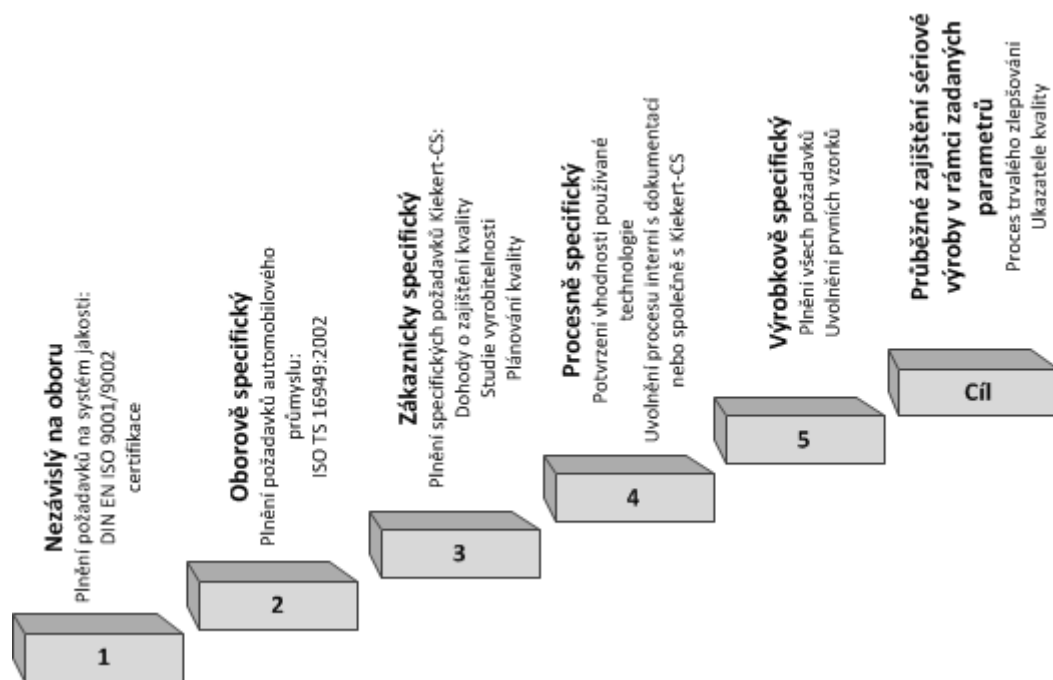 Nezávislý na oboru
Plnění požadavků na systém jakosti:
DIN EN ISO 9001/9002
certifikace
1
Oborově specifický
Plnění požadavků automobilového
průmyslu:
ISO TS 16949:2002
2
Zákaznicky specifický
Plnění specifických požadavků Kiekert-CS:
Dohody o zajištění kvality
Studie vyrobitelnosti
Plánování kvality
3
Procesně specifický
Potvrzení vhodnosti používané
technologie
Uvolnění procesu interní s dokumentací
nebo společně s Kiekert-CS
4
Výrobkově specifický
Plnění všech požadavků
Uvolnění prvních vzorků
5
Průběžné zajištění sériové
výroby v rámci zadaných
parametrů
Proces trvalého zlepšování
Ukazatele kvality
Cíl